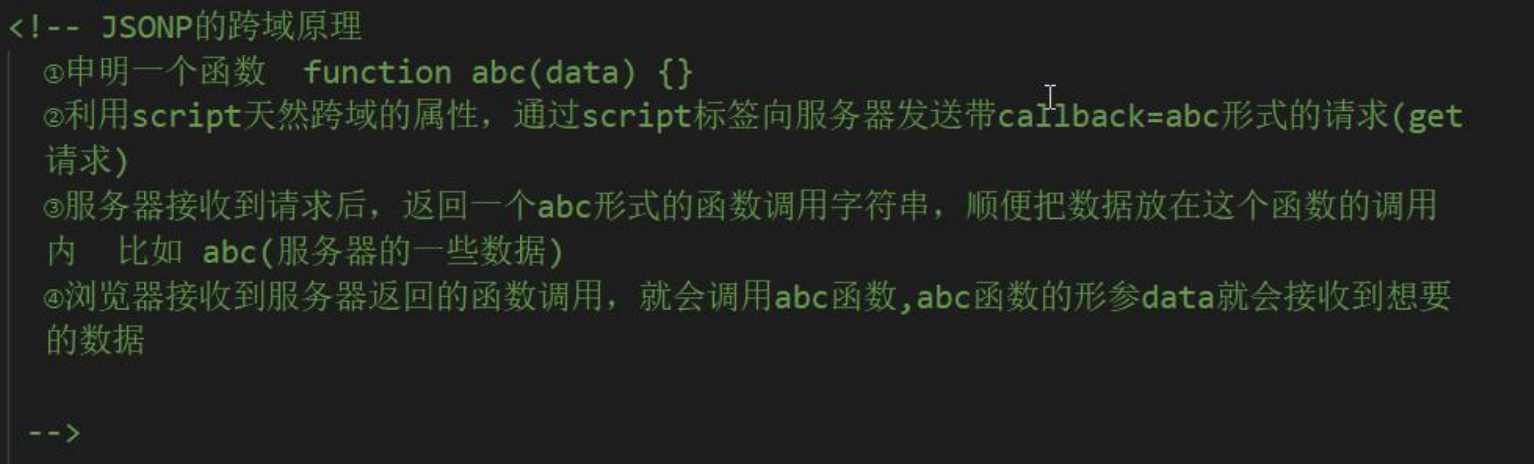 <!-- JSONP的跨域原理
①申明一个函数  function abc(data) {}
②利用script天然跨域的属性，通过script标签向服务器发送带callback=abc形式的请求(get
请求)
③服务器接收到请求后，返回一个abc形式的函数调用字符串，顺便把数据放在这个函数的调用
内  比如 abc(服务器的一些数据)
④浏览器接收到服务器返回的函数调用，就会调用abc函数,abc函数的形参data就会接收到想要
的数据
-->